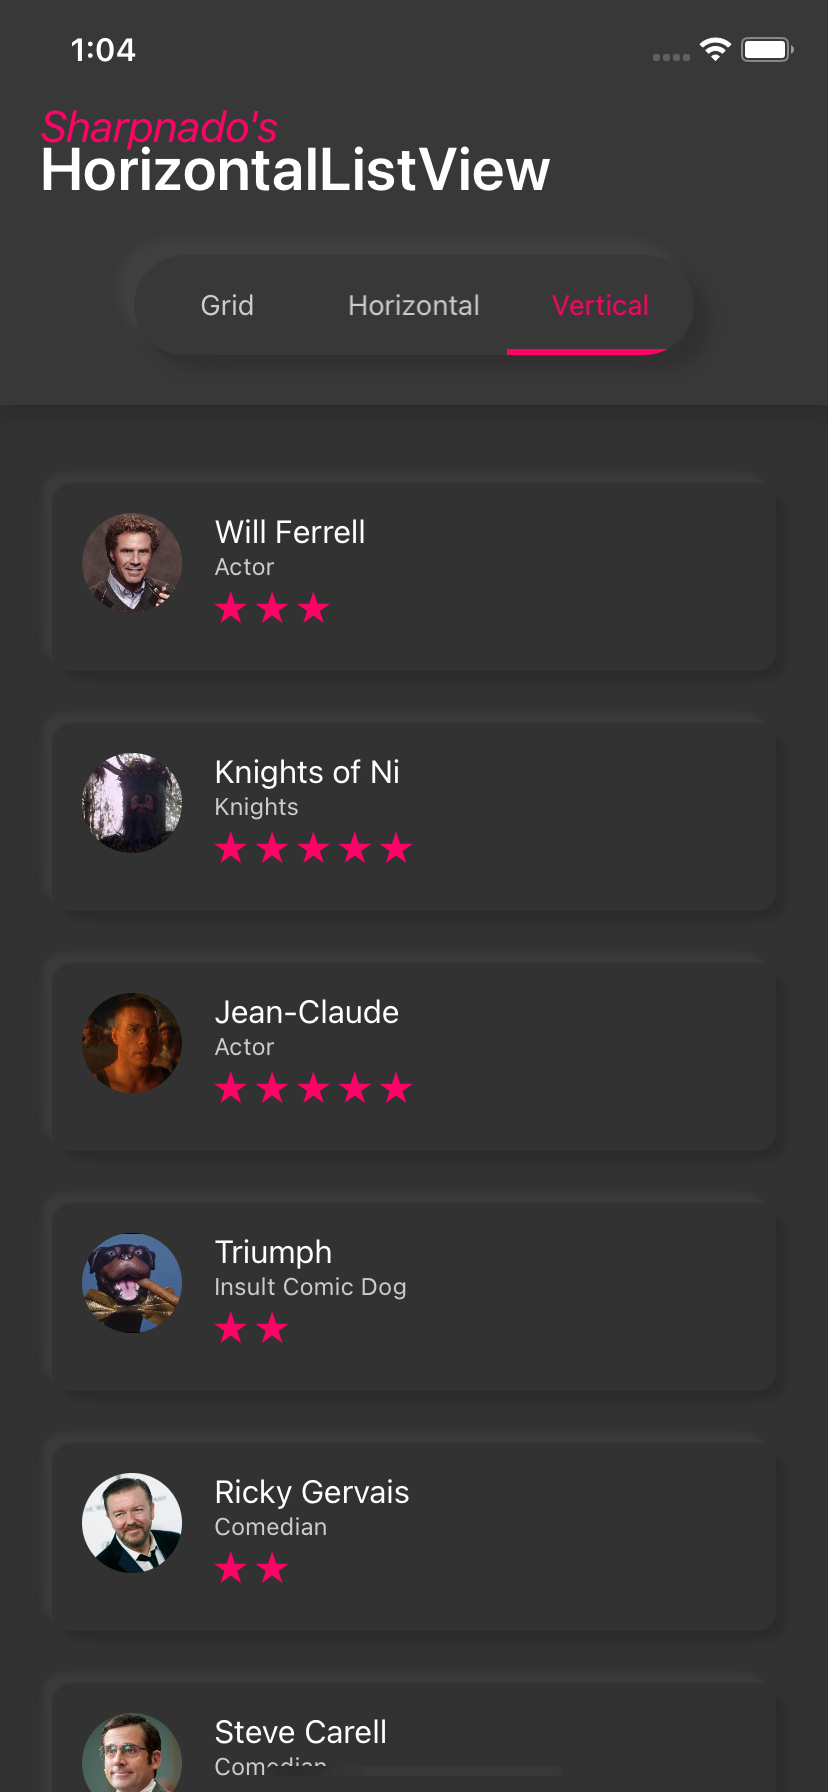 1:04
Sharpnado's
HorizontalListView
Grid Horizontal Vertical
Will Ferrell
Actor
★★★
Knights of Ni
Knights
★★★★★
Jean-Claude
Actor
★★★★★
Triumph
Insult Comic Dog
★★
Ricky Gervais
Comedian
★★
Steve Carell
Comedian